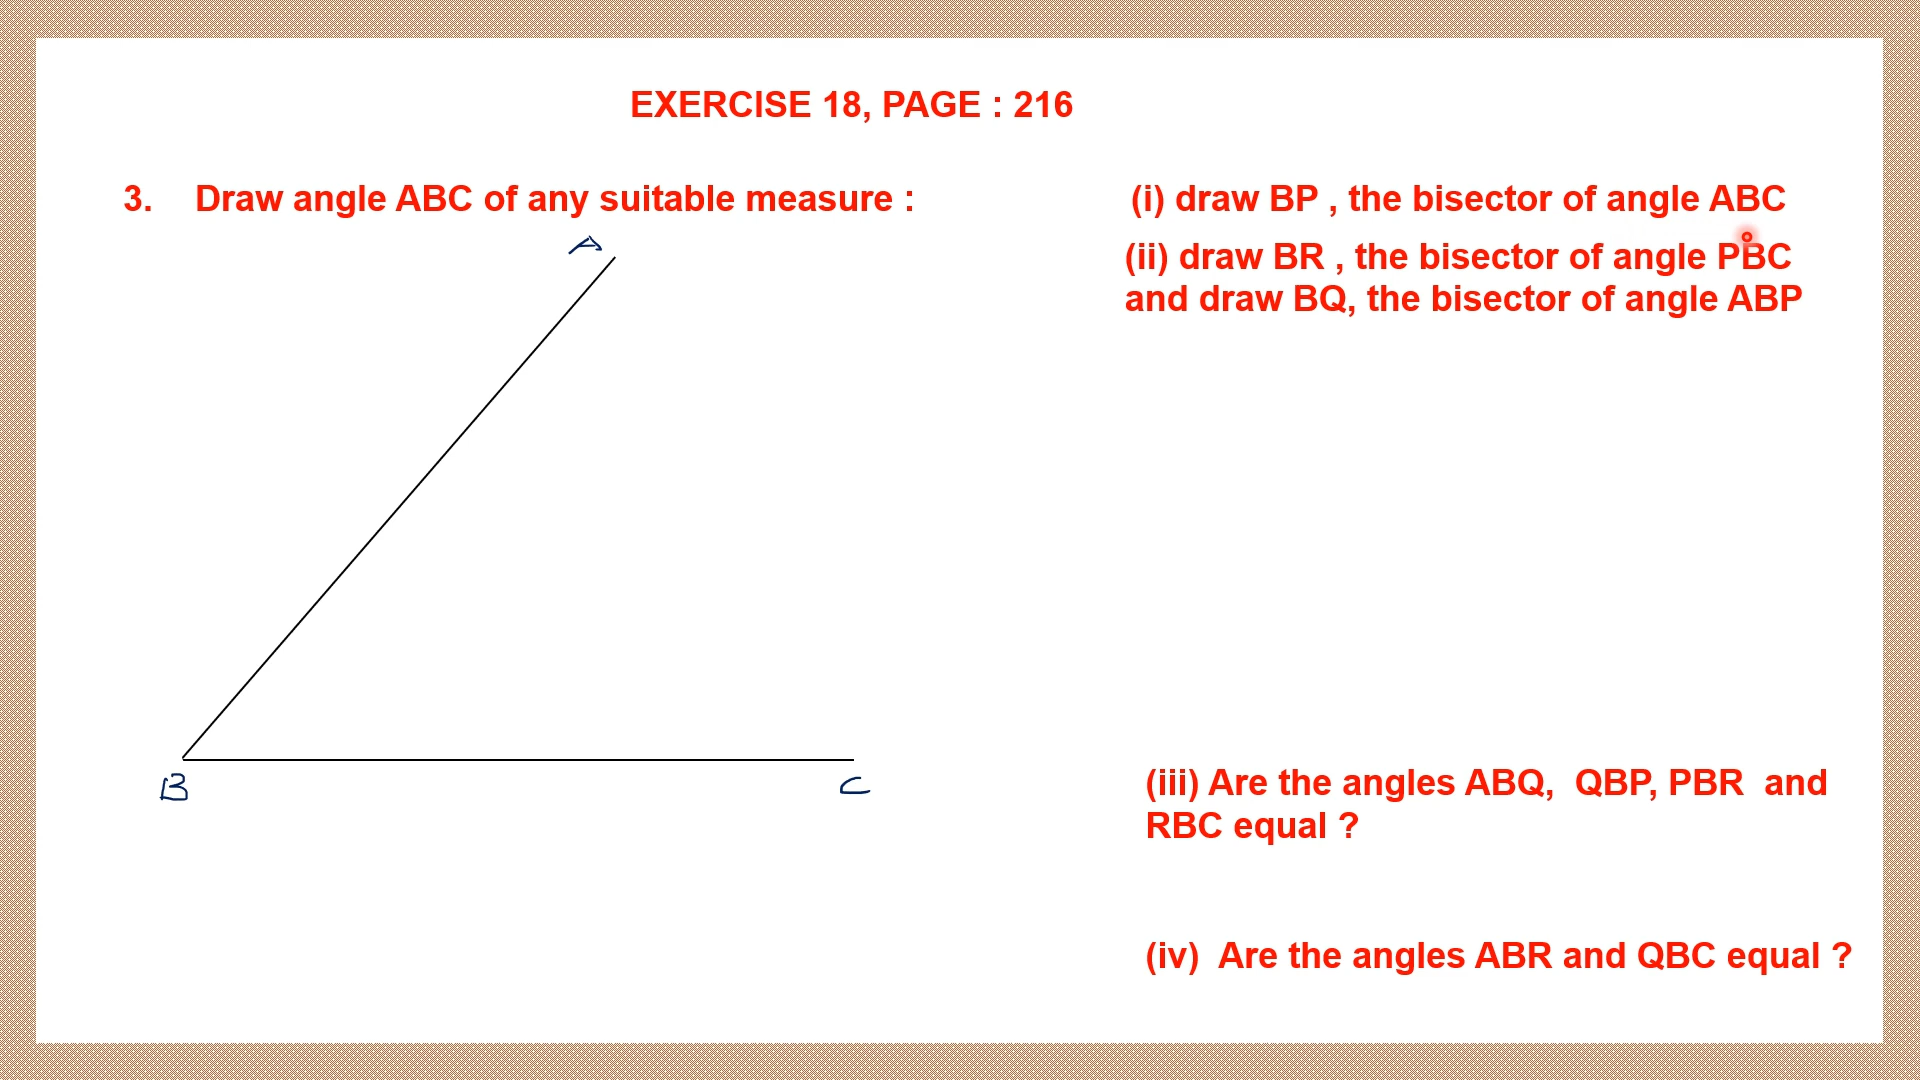 EXERCISE 18, PAGE : 216
3. Draw angle ABC of any suitable measure :
(i) draw BP , the bisector of angle ABC
(ii) draw BR , the bisector of angle PBC
and draw BQ, the bisector of angle ABP
A
B
C
(iii) Are the angles ABQ, QBP, PBR and
RBC equal ?
(iv) Are the angles ABR and QBC equal ?